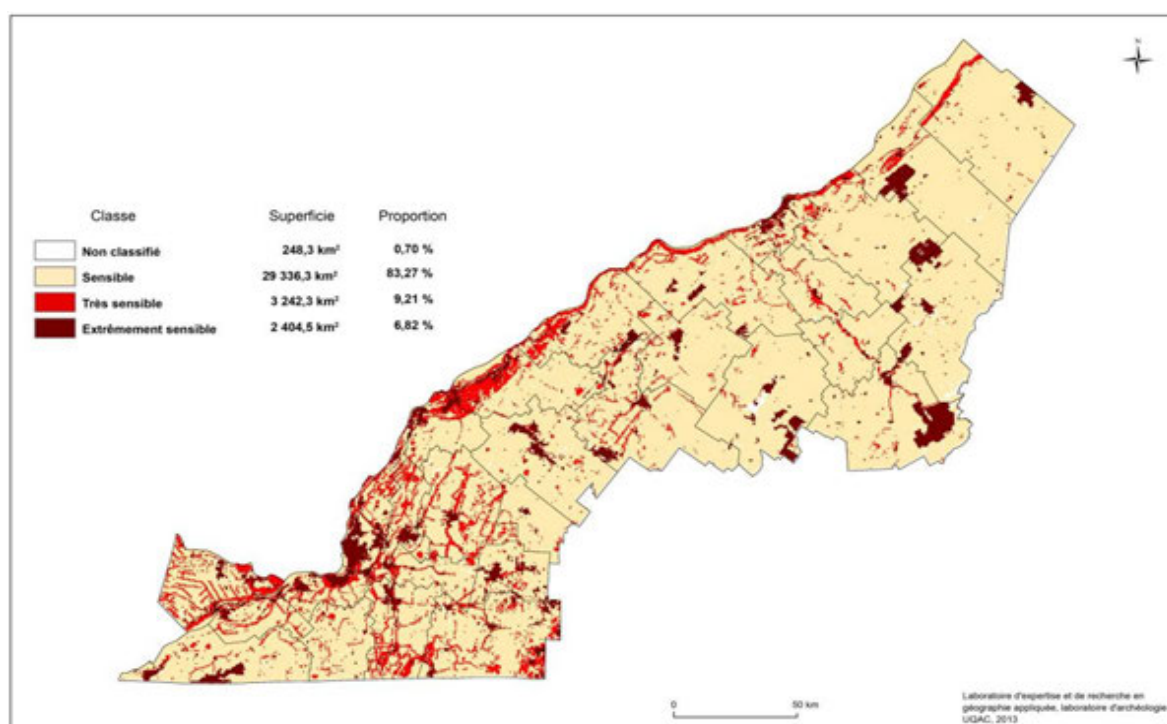 N
Classe Superficie Proportion
Non classifié 248,3 km² 0,70 %
Sensible 29 336,3 km² 83,27 %
Très sensible 3 242,3 km² 9,21 %
Extrêmement sensible 2 404,5 km² 6,82 %
0 50 km
Laboratoire d'expertise et de recherche en
géographie appliquée, laboratoire d'archéologie
UQAC, 2013